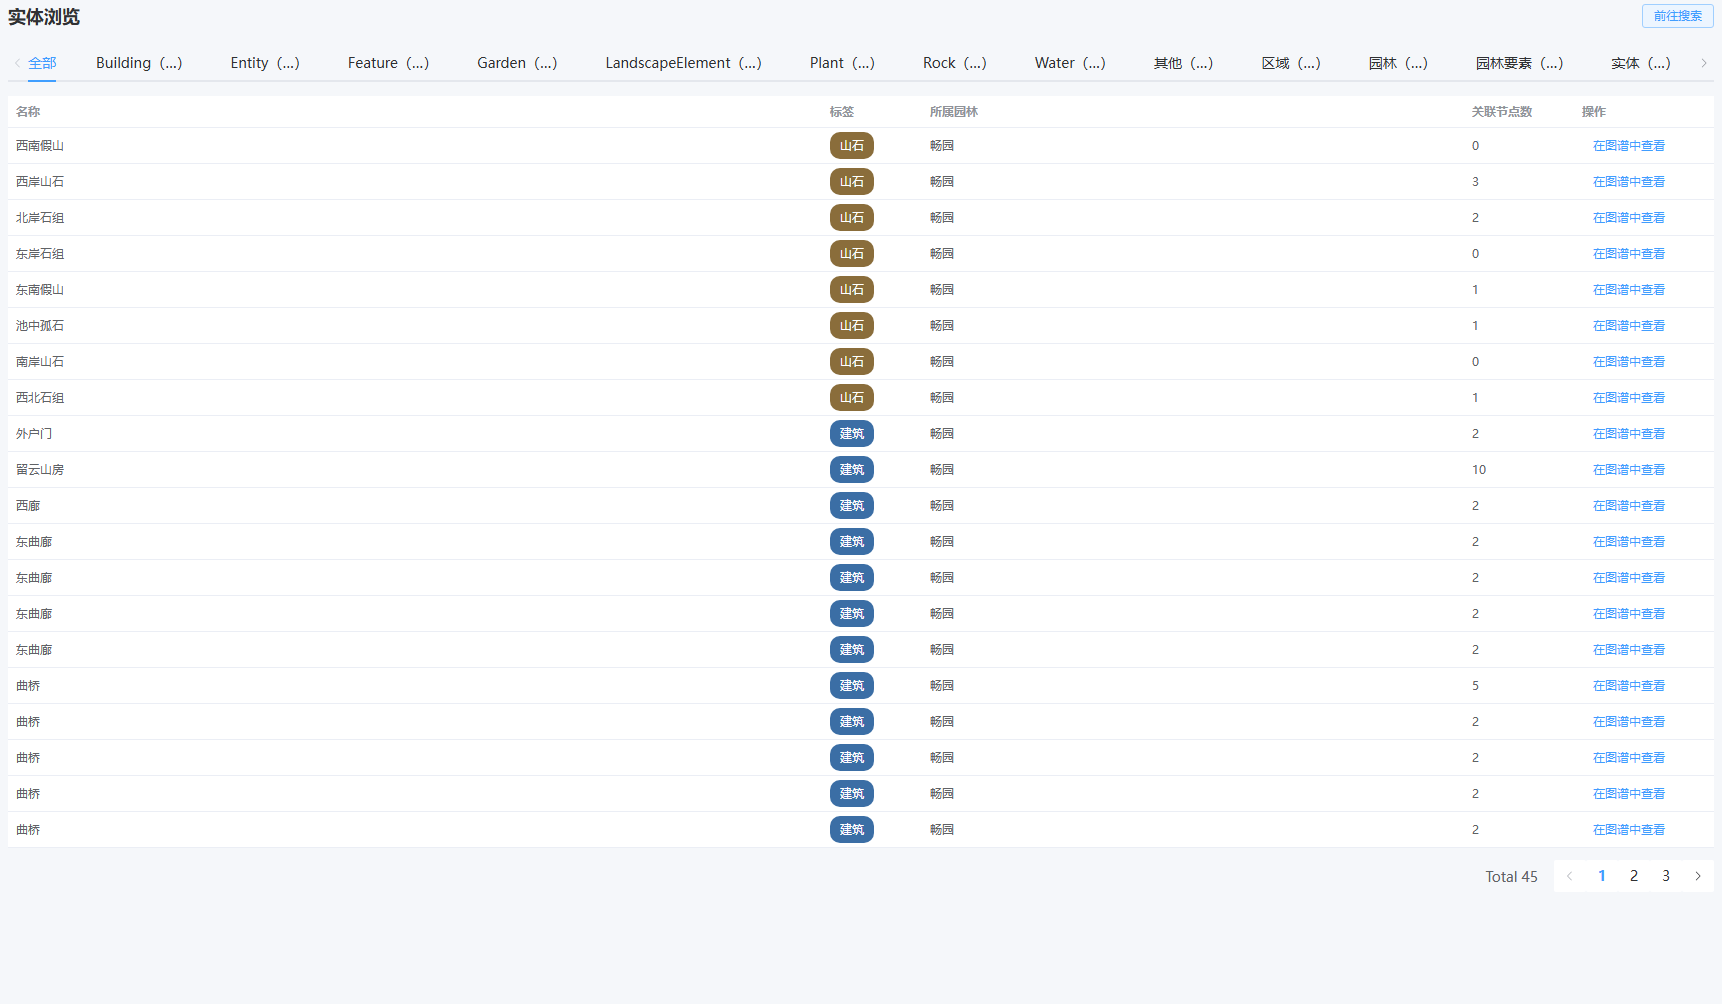 实体浏览
前往搜索
全部 Building（...） Entity（...） Feature（...） Garden（...） LandscapeElement（...） Plant（...） Rock（...） Water（...） 其他（...） 区域（...） 园林（...） 园林要素（...） 实体（...）
名称 标签 所属园林 关联节点数 操作
西南假山 山石 畅园 0 在图谱中查看
西岸山石 山石 畅园 3 在图谱中查看
北岸石组 山石 畅园 2 在图谱中查看
东岸石组 山石 畅园 0 在图谱中查看
东南假山 山石 畅园 1 在图谱中查看
池中孤石 山石 畅园 1 在图谱中查看
南岸山石 山石 畅园 0 在图谱中查看
西北石组 山石 畅园 1 在图谱中查看
外户门 建筑 畅园 2 在图谱中查看
留云山房 建筑 畅园 10 在图谱中查看
西廊 建筑 畅园 2 在图谱中查看
东曲廊 建筑 畅园 2 在图谱中查看
东曲廊 建筑 畅园 2 在图谱中查看
东曲廊 建筑 畅园 2 在图谱中查看
东曲廊 建筑 畅园 2 在图谱中查看
曲桥 建筑 畅园 5 在图谱中查看
曲桥 建筑 畅园 2 在图谱中查看
曲桥 建筑 畅园 2 在图谱中查看
曲桥 建筑 畅园 2 在图谱中查看
曲桥 建筑 畅园 2 在图谱中查看
Total 45 1 2 3